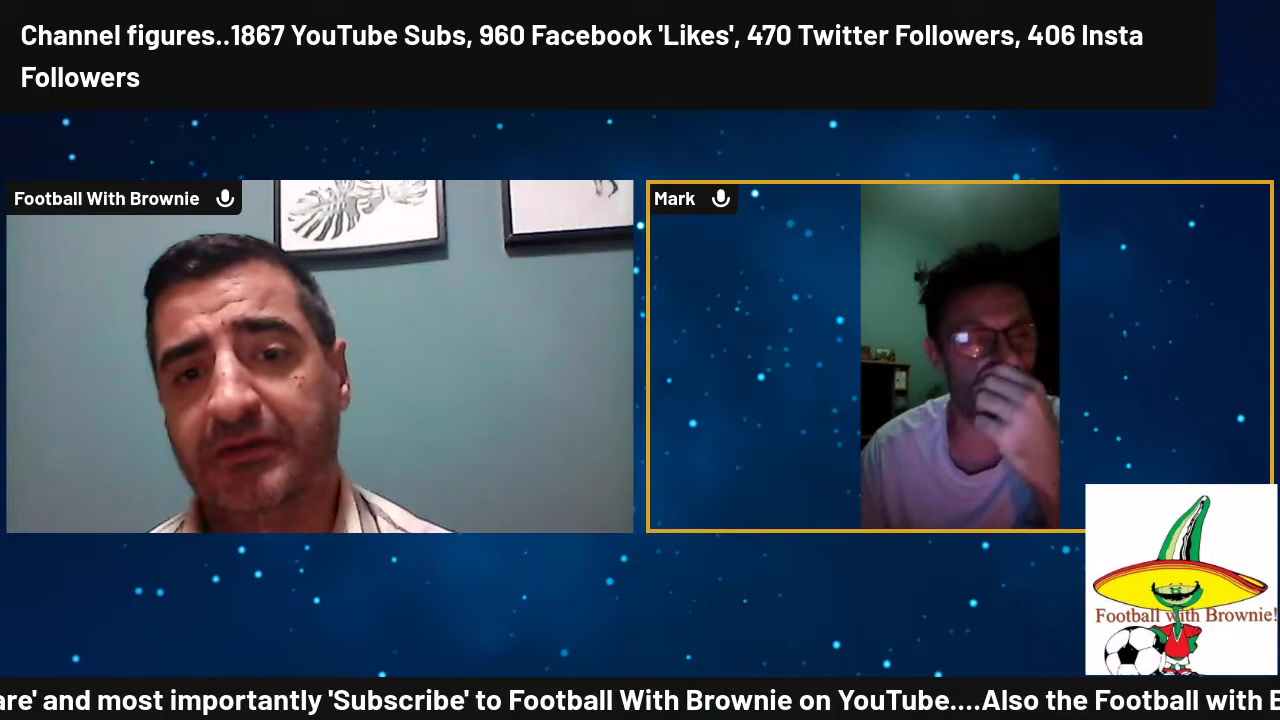 Channel figures..1867 YouTube Subs, 960 Facebook 'Likes', 470 Twitter Followers, 406 Insta
Followers
Football With Brownie
Mark
Football with Brownie!
are' and most importantly 'Subscribe' to Football With Brownie on YouTube....Also the Football with